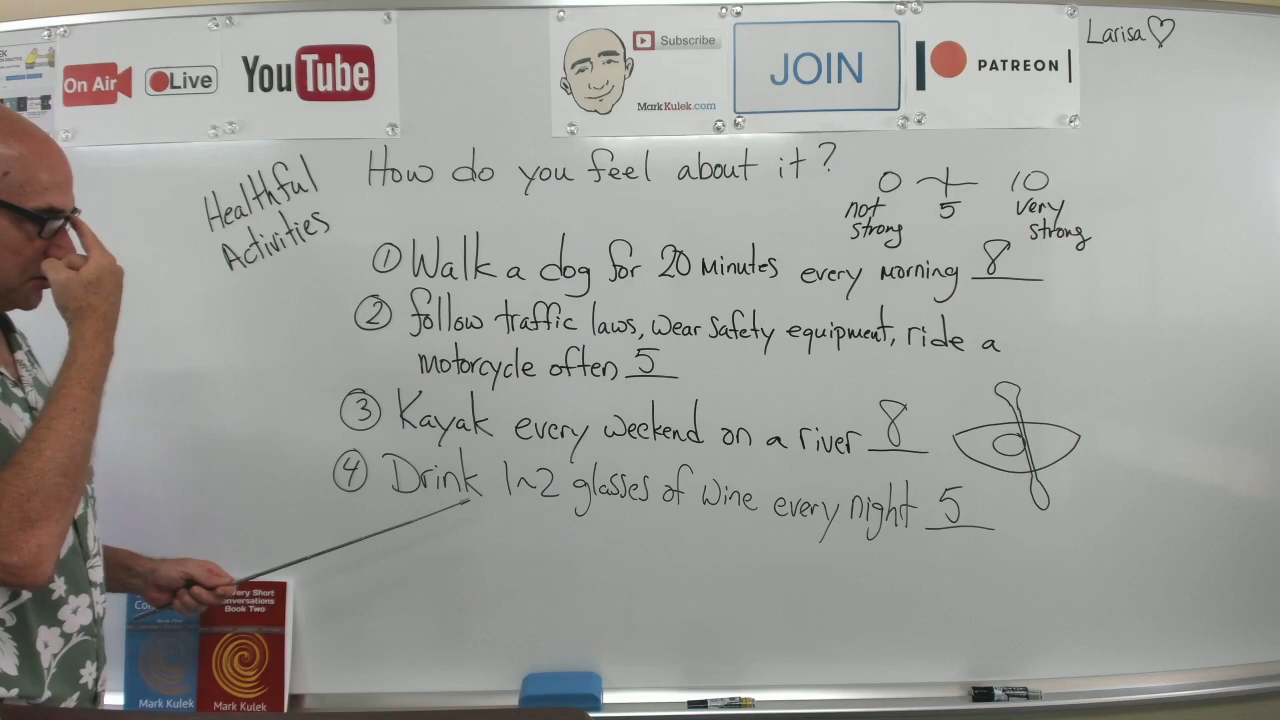 On Air
Live
YouTube
Subscribe
MarkKulek.com
JOIN
PATREON
Larisa♡
Healthful
Activities
How do you feel about it?
0 5 10
not strong
very strong
① Walk a dog for 20 minutes every morning 8
② follow traffic laws, wear safety equipment, ride a
motorcycle often 5
③ Kayak every weekend on a river 8
④ Drink 1~2 glasses of wine every night 5
ery Short
nversations
Book Two
Mark Kulek
Mark Kulek